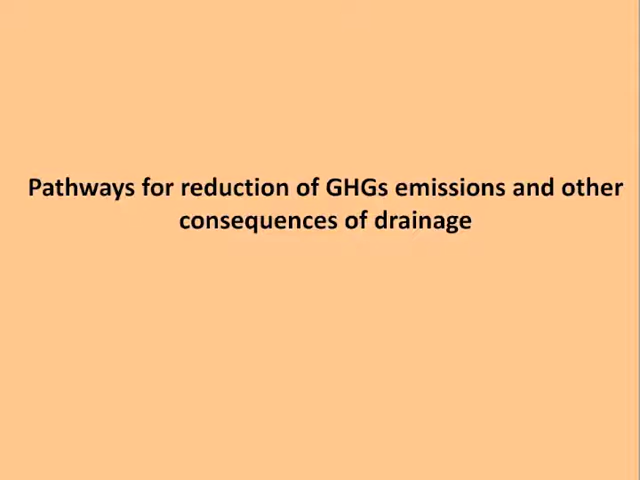 Pathways for reduction of GHGs emissions and other
consequences of drainage